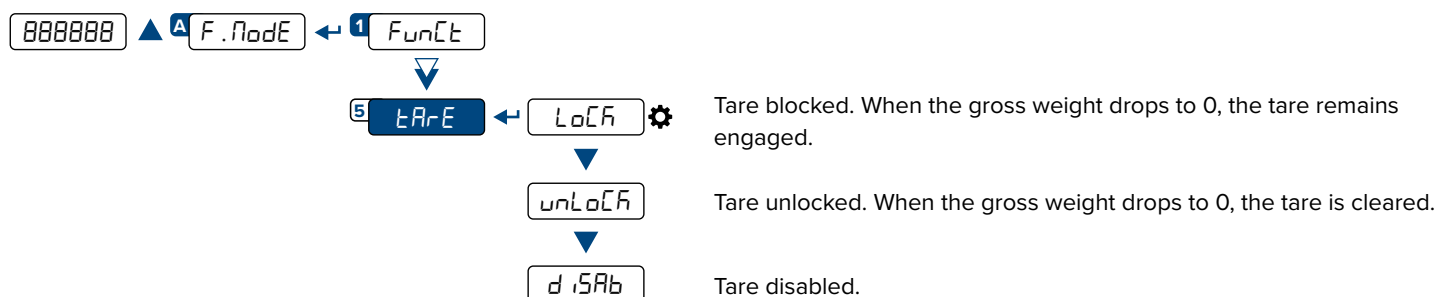 888888 A F.ModE 1 FunCt
5 tArE LoCK Tare blocked. When the gross weight drops to 0, the tare remains
engaged.
unLoCK Tare unlocked. When the gross weight drops to 0, the tare is cleared.
diSAb Tare disabled.